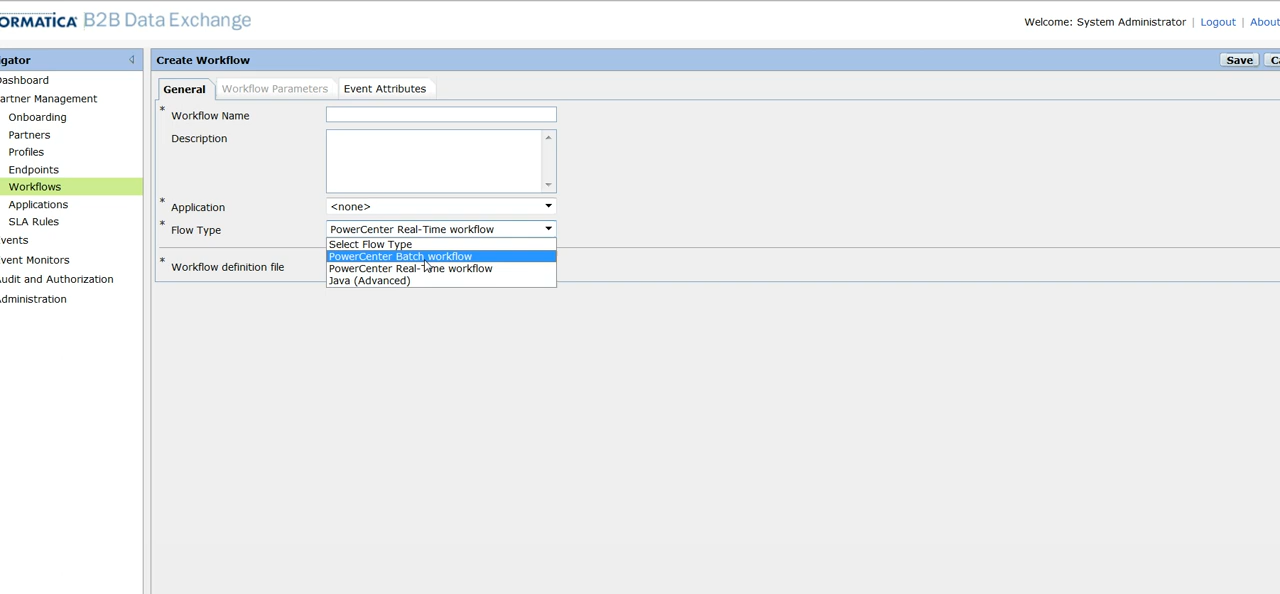 ORMATICA B2B Data Exchange
Welcome: System Administrator | Logout | About
igator
Create Workflow
Save
Ca
Dashboard
artner Management
Onboarding
Partners
Profiles
Endpoints
Workflows
Applications
SLA Rules
vents
vent Monitors
udit and Authorization
dministration
General
Workflow Parameters
Event Attributes
* Workflow Name
Description
* Application
<none>
* Flow Type
PowerCenter Real-Time workflow
Select Flow Type
PowerCenter Batch workflow
PowerCenter Real-Time workflow
Java (Advanced)
* Workflow definition file